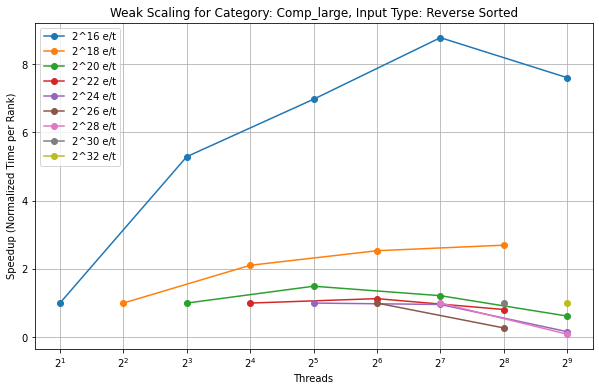 Weak Scaling for Category: Comp_large, Input Type: Reverse Sorted
2^16 e/t
2^18 e/t
2^20 e/t
2^22 e/t
2^24 e/t
2^26 e/t
2^28 e/t
2^30 e/t
2^32 e/t
Speedup (Normalized Time per Rank)
8
6
4
2
0
2^1 2^2 2^3 2^4 2^5 2^6 2^7 2^8 2^9
Threads